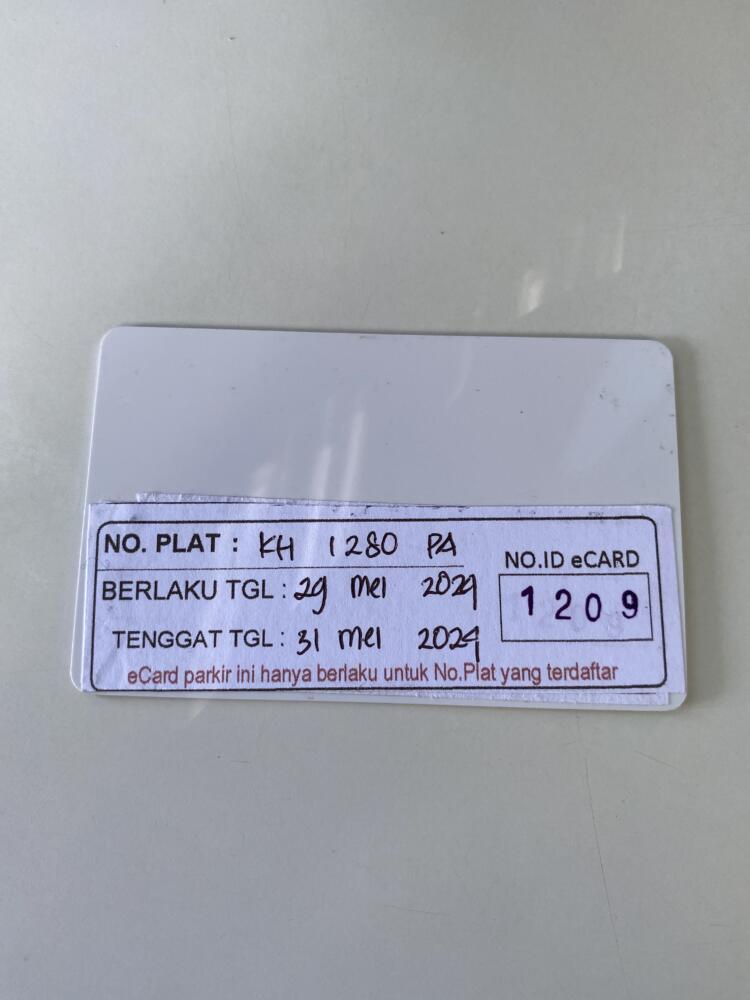 NO. PLAT : KH 1280 PA
NO.ID eCARD
BERLAKU TGL : 29 Mei 2024
1209
TENGGAT TGL : 31 Mei 2024
eCard parkir ini hanya berlaku untuk No.Plat yang terdaftar